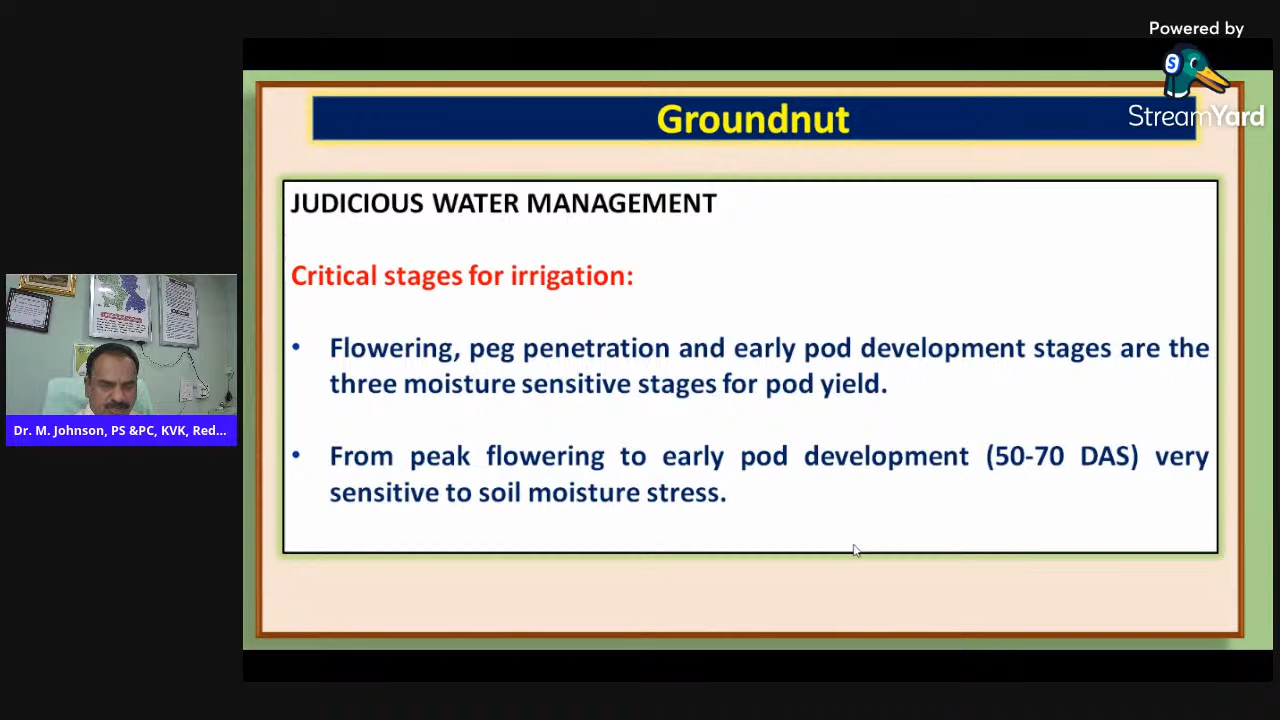 Powered by
StreamYard
Groundnut
JUDICIOUS WATER MANAGEMENT
Critical stages for irrigation:
• Flowering, peg penetration and early pod development stages are the
three moisture sensitive stages for pod yield.
• From peak flowering to early pod development (50-70 DAS) very
sensitive to soil moisture stress.
Dr. M. Johnson, PS &PC, KVK, Red...